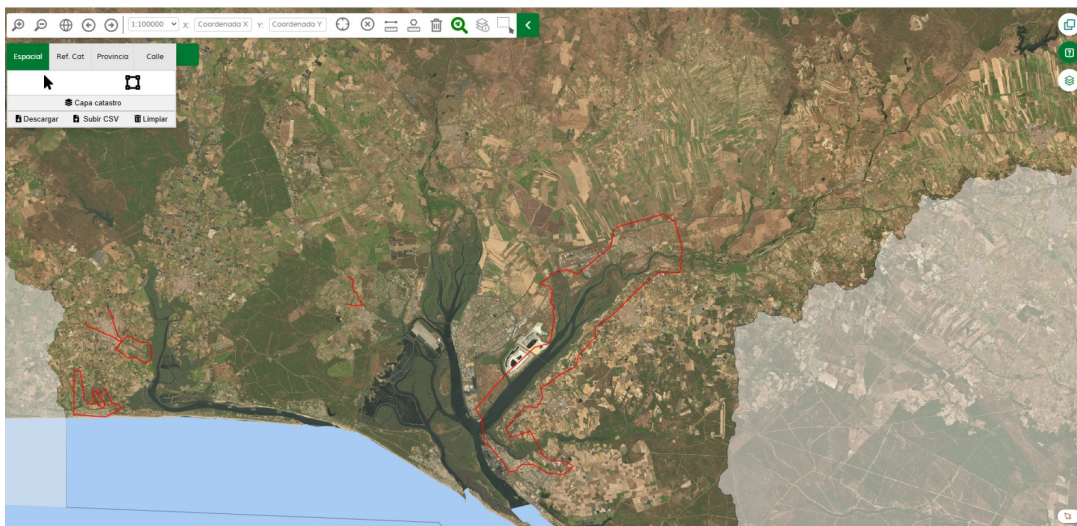 1:100000 X: Coordenada X Y: Coordenada Y
Espacial Ref. Cat Provincia Calle
Capa catastro
Descargar Subir CSV Limpiar